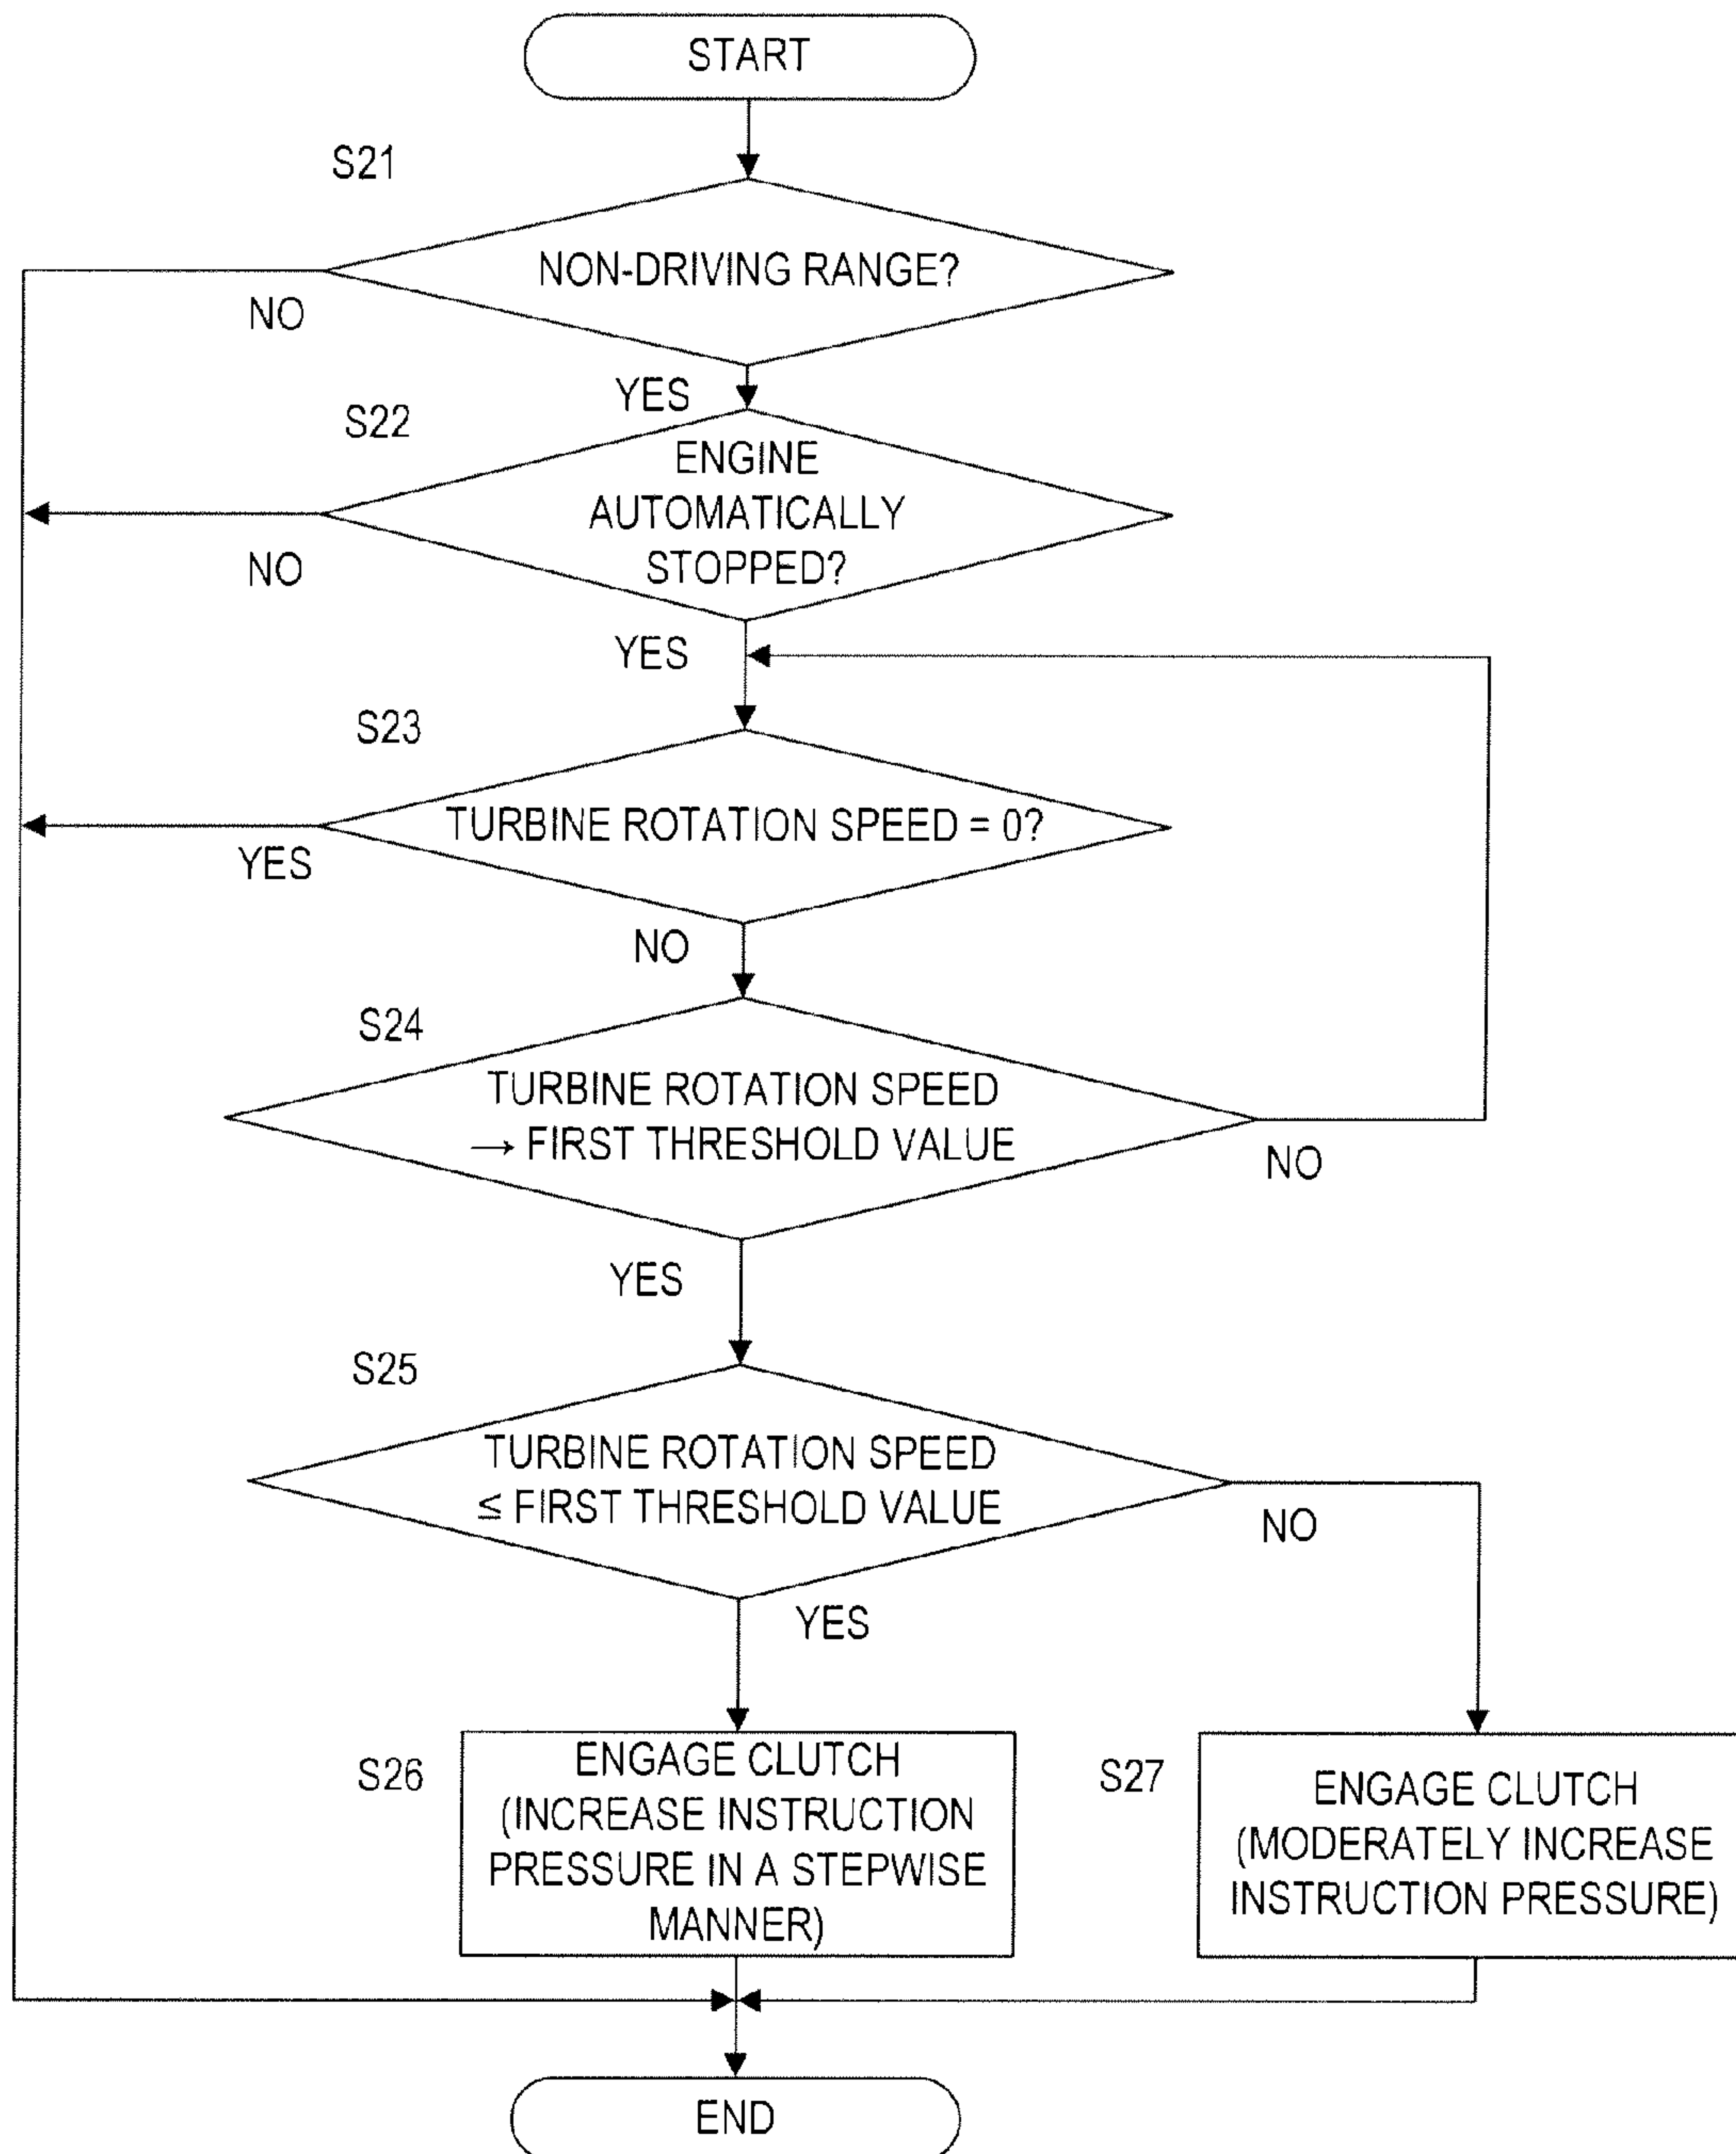 START
S21
NON-DRIVING RANGE?
NO
YES
S22
ENGINE
AUTOMATICALLY
STOPPED?
NO
YES
S23
TURBINE ROTATION SPEED = 0?
YES
NO
S24
TURBINE ROTATION SPEED
→ FIRST THRESHOLD VALUE
NO
YES
S25
TURBINE ROTATION SPEED
≤ FIRST THRESHOLD VALUE
NO
YES
S26
ENGAGE CLUTCH
(INCREASE INSTRUCTION
PRESSURE IN A STEPWISE
MANNER)
S27
ENGAGE CLUTCH
(MODERATELY INCREASE
INSTRUCTION PRESSURE)
END